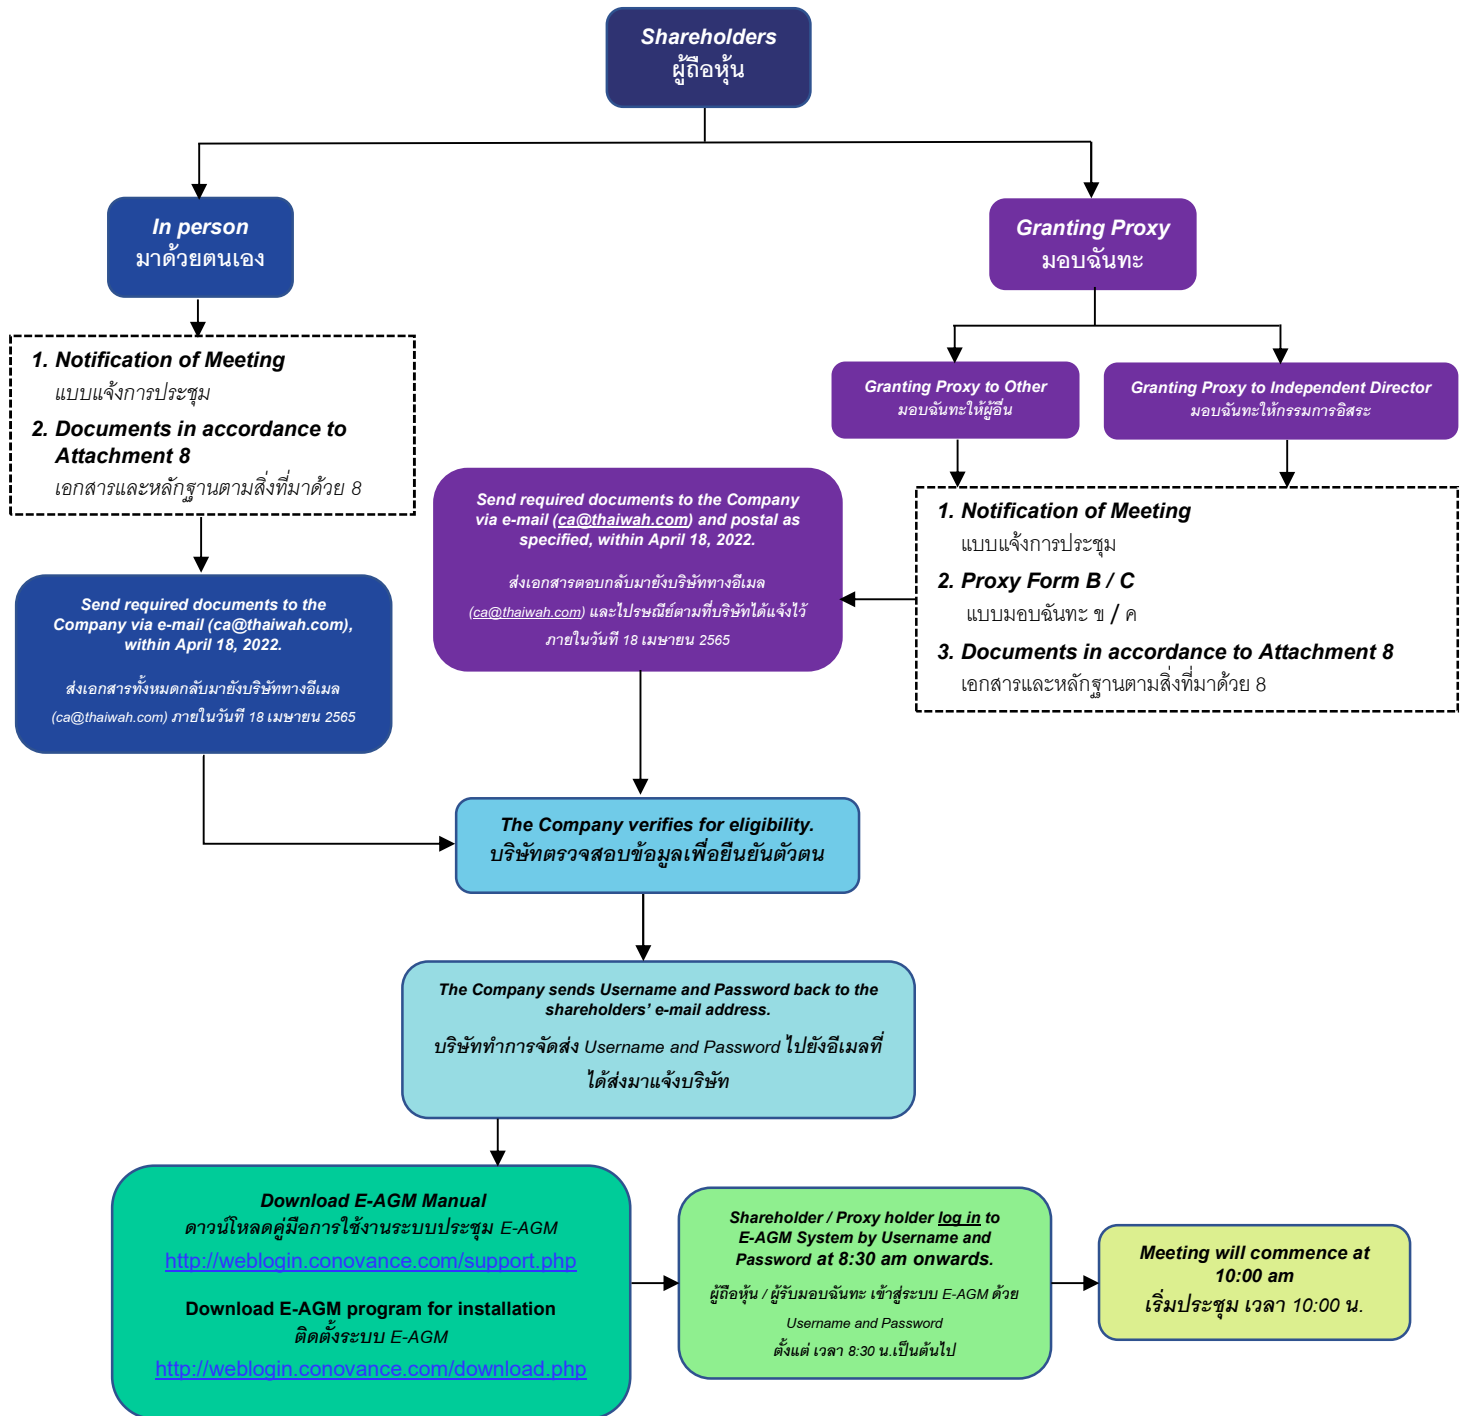 Shareholders
ผู้ถือหุ้น
In person
มาด้วยตนเอง
Granting Proxy
มอบฉันทะ
1. Notification of Meeting
แบบแจ้งการประชุม
2. Documents in accordance to
Attachment 8
เอกสารและหลักฐานตามสิ่งที่มาด้วย 8
Granting Proxy to Other
มอบฉันทะให้ผู้อื่น
Granting Proxy to Independent Director
มอบฉันทะให้กรรมการอิสระ
Send required documents to the Company
via e-mail (ca@thaiwah.com) and postal as
specified, within April 18, 2022.
ส่งเอกสารตอบกลับมายังบริษัททางอีเมล
(ca@thaiwah.com) และไปรษณีย์ตามที่บริษัทได้แจ้งไว้
ภายในวันที่ 18 เมษายน 2565
1. Notification of Meeting
แบบแจ้งการประชุม
2. Proxy Form B / C
แบบมอบฉันทะ ข / ค
3. Documents in accordance to Attachment 8
เอกสารและหลักฐานตามสิ่งที่มาด้วย 8
Send required documents to the
Company via e-mail (ca@thaiwah.com),
within April 18, 2022.
ส่งเอกสารทั้งหมดกลับมายังบริษัททางอีเมล
(ca@thaiwah.com) ภายในวันที่ 18 เมษายน 2565
The Company verifies for eligibility.
บริษัทตรวจสอบข้อมูลเพื่อยืนยันตัวตน
The Company sends Username and Password back to the
shareholders’ e-mail address.
บริษัททำการจัดส่ง Username and Password ไปยังอีเมลที่
ได้ส่งมาแจ้งบริษัท
Download E-AGM Manual
ดาวน์โหลดคู่มือการใช้งานระบบประชุม E-AGM
http://weblogin.conovance.com/support.php
Download E-AGM program for installation
ติดตั้งระบบ E-AGM
http://weblogin.conovance.com/download.php
Shareholder / Proxy holder log in to
E-AGM System by Username and
Password at 8:30 am onwards.
ผู้ถือหุ้น / ผู้รับมอบฉันทะ เข้าสู่ระบบ E-AGM ด้วย
Username and Password
ตั้งแต่ เวลา 8:30 น.เป็นต้นไป
Meeting will commence at
10:00 am
เริ่มประชุม เวลา 10:00 น.